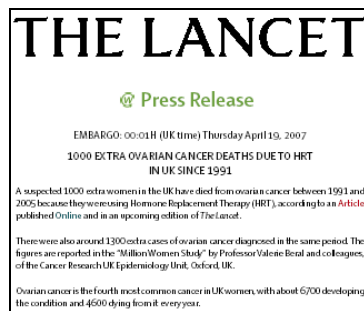 THE LANCET
@ Press Release
EMBARGO: 00:01H (UK time) Thursday April 19, 2007
1000 EXTRA OVARIAN CANCER DEATHS DUE TO HRT
IN UK SINCE 1991
A suspected 1000 extra women in the UK have died from ovarian cancer between 1991 and
2005 because they were using Hormone Replacement Therapy (HRT), according to an Article
published Online and in an upcoming edition of The Lancet.
There were also around 1300 extra cases of ovarian cancer diagnosed in the same period. The
figures are reported in the "Million Women Study" by Professor Valerie Beral and colleagues,
of the Cancer Research UK Epidemiology Unit, Oxford, UK.
Ovarian cancer is the fourth most common cancer in UK women, with about 6700 developing
the condition and 4600 dying from it every year.